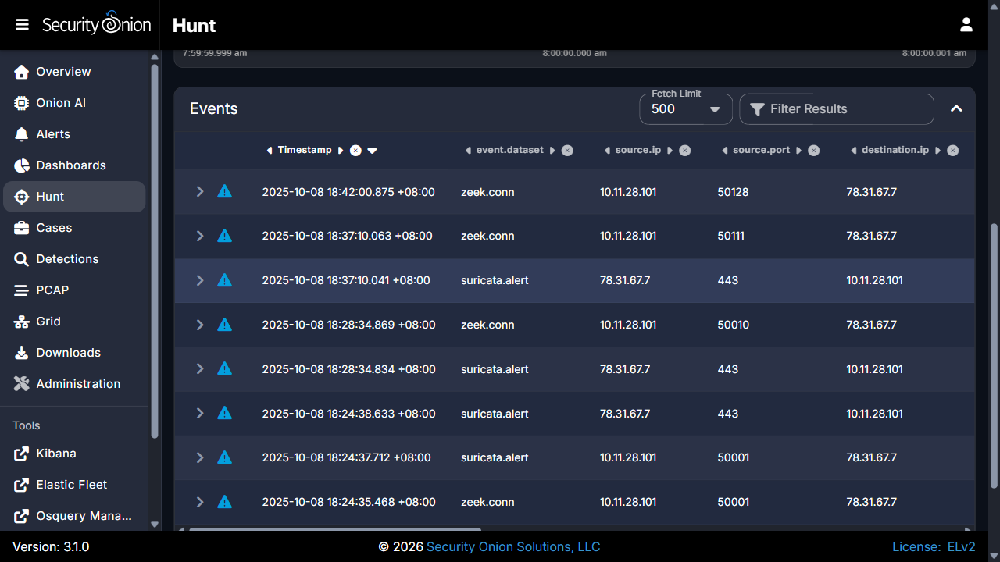 Security Onion
Hunt
7:59:59.999 am 8:00:00.000 am 8:00:00.001 am
Overview
Onion AI
Alerts
Dashboards
Hunt
Cases
Detections
PCAP
Grid
Downloads
Administration
Tools
Kibana
Elastic Fleet
Osquery Mana...
Events
Fetch Limit
500
Filter Results
Timestamp event.dataset source.ip source.port destination.ip
2025-10-08 18:42:00.875 +08:00 zeek.conn 10.11.28.101 50128 78.31.67.7
2025-10-08 18:37:10.063 +08:00 zeek.conn 10.11.28.101 50111 78.31.67.7
2025-10-08 18:37:10.041 +08:00 suricata.alert 78.31.67.7 443 10.11.28.101
2025-10-08 18:28:34.869 +08:00 zeek.conn 10.11.28.101 50010 78.31.67.7
2025-10-08 18:28:34.834 +08:00 suricata.alert 78.31.67.7 443 10.11.28.101
2025-10-08 18:24:38.633 +08:00 suricata.alert 78.31.67.7 443 10.11.28.101
2025-10-08 18:24:37.712 +08:00 suricata.alert 10.11.28.101 50001 78.31.67.7
2025-10-08 18:24:35.468 +08:00 zeek.conn 10.11.28.101 50001 78.31.67.7
Version: 3.1.0 © 2026 Security Onion Solutions, LLC License: ELv2